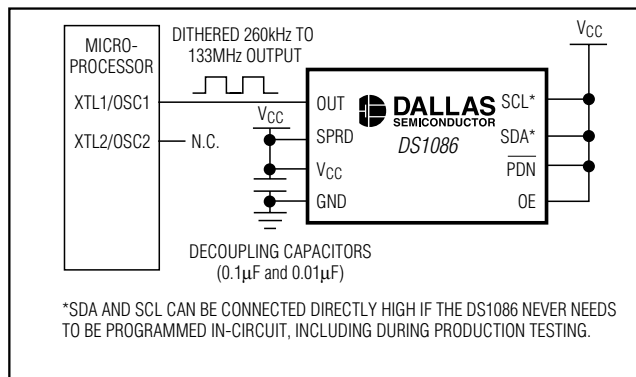 MICRO-
PROCESSOR
XTL1/OSC1
XTL2/OSC2
N.C.
DITHERED 260kHz TO
133MHz OUTPUT
VCC
OUT
SPRD
VCC
GND
DALLAS
SEMICONDUCTOR
DS1086
SCL*
SDA*
PDN
OE
VCC
DECOUPLING CAPACITORS
(0.1μF and 0.01μF)
*SDA AND SCL CAN BE CONNECTED DIRECTLY HIGH IF THE DS1086 NEVER NEEDS
TO BE PROGRAMMED IN-CIRCUIT, INCLUDING DURING PRODUCTION TESTING.